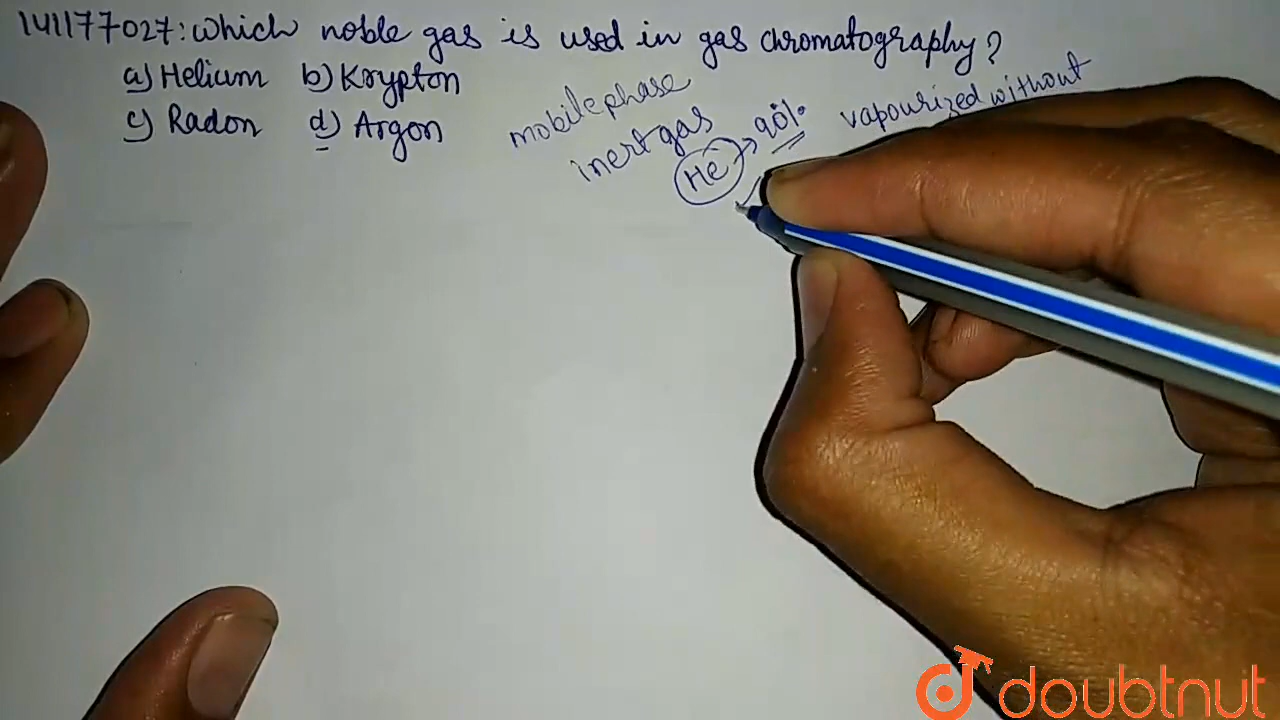 141177027: Which noble gas is used in gas chromatography?
a) Helium b) Krypton
c) Radon d) Argon
mobile phase
inert gas
He → 90%
vapourized without
doubtnut